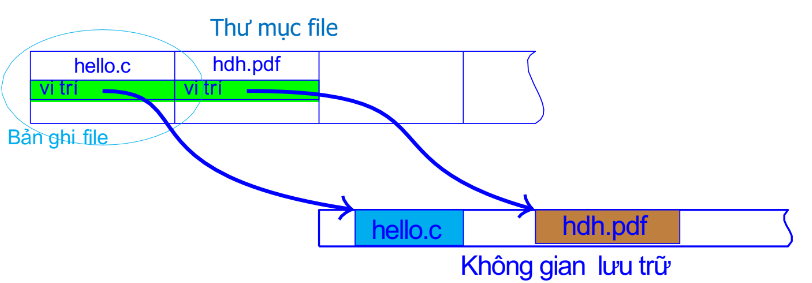 Thư mục file
hello.c hdh.pdf
vi trí vi trí
Bản ghi file
hello.c hdh.pdf
Không gian lưu trữ